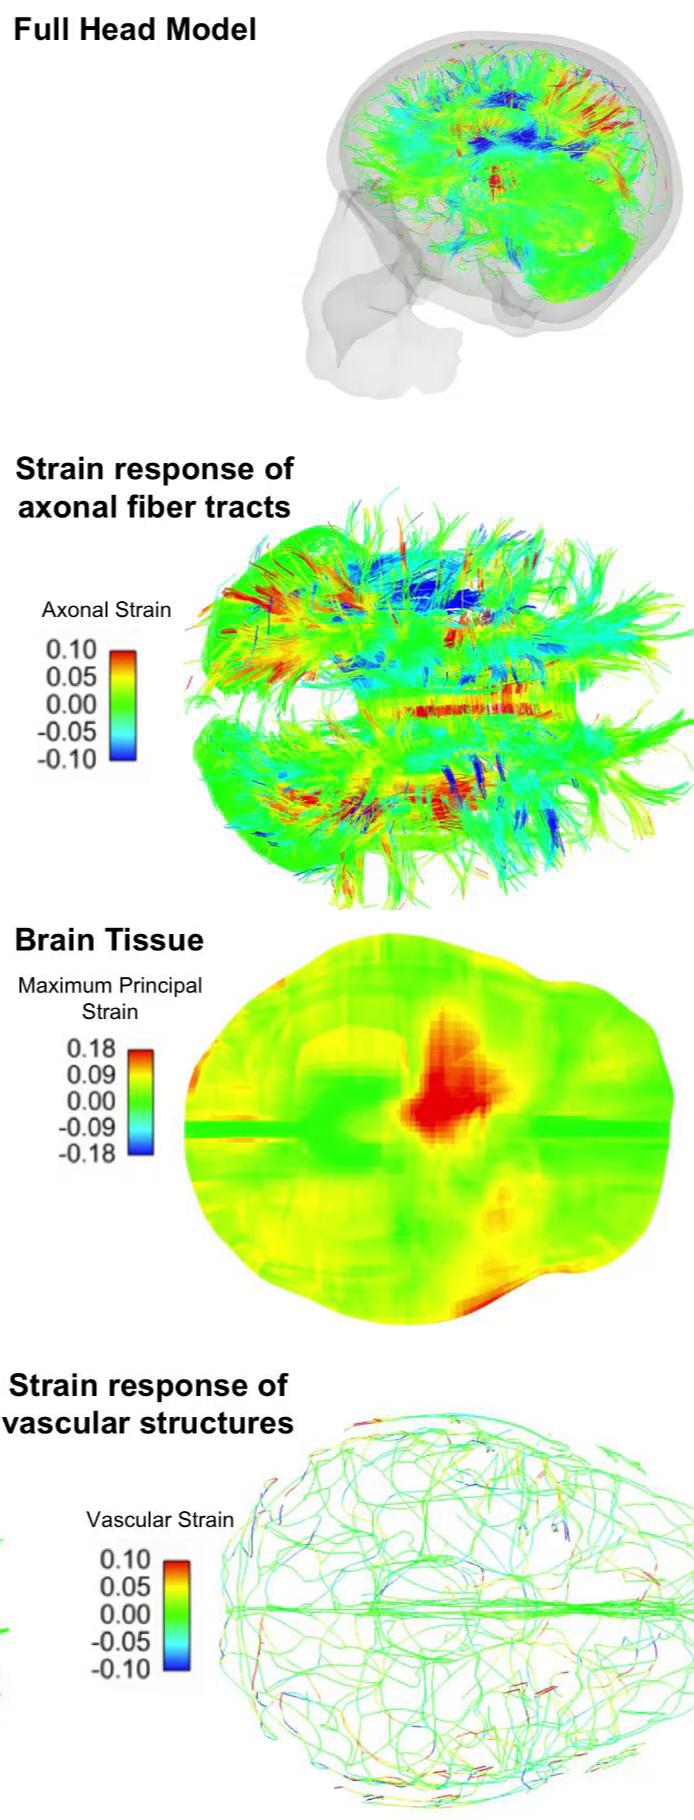 Full Head Model
Strain response of
axonal fiber tracts
Axonal Strain
0.10
0.05
0.00
-0.05
-0.10
Brain Tissue
Maximum Principal
Strain
0.18
0.09
0.00
-0.09
-0.18
Strain response of
vascular structures
Vascular Strain
0.10
0.05
0.00
-0.05
-0.10